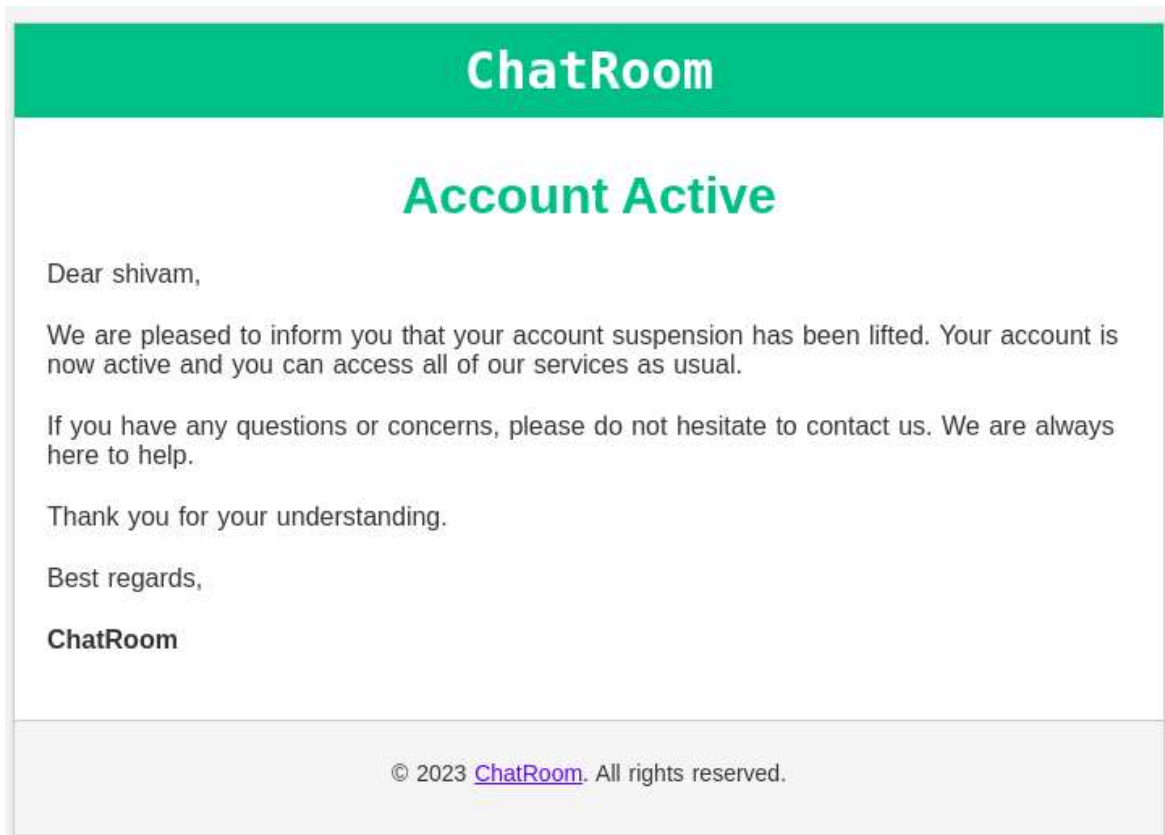 ChatRoom
Account Active
Dear shivam,
We are pleased to inform you that your account suspension has been lifted. Your account is
now active and you can access all of our services as usual.
If you have any questions or concerns, please do not hesitate to contact us. We are always
here to help.
Thank you for your understanding.
Best regards,
ChatRoom
© 2023 ChatRoom. All rights reserved.